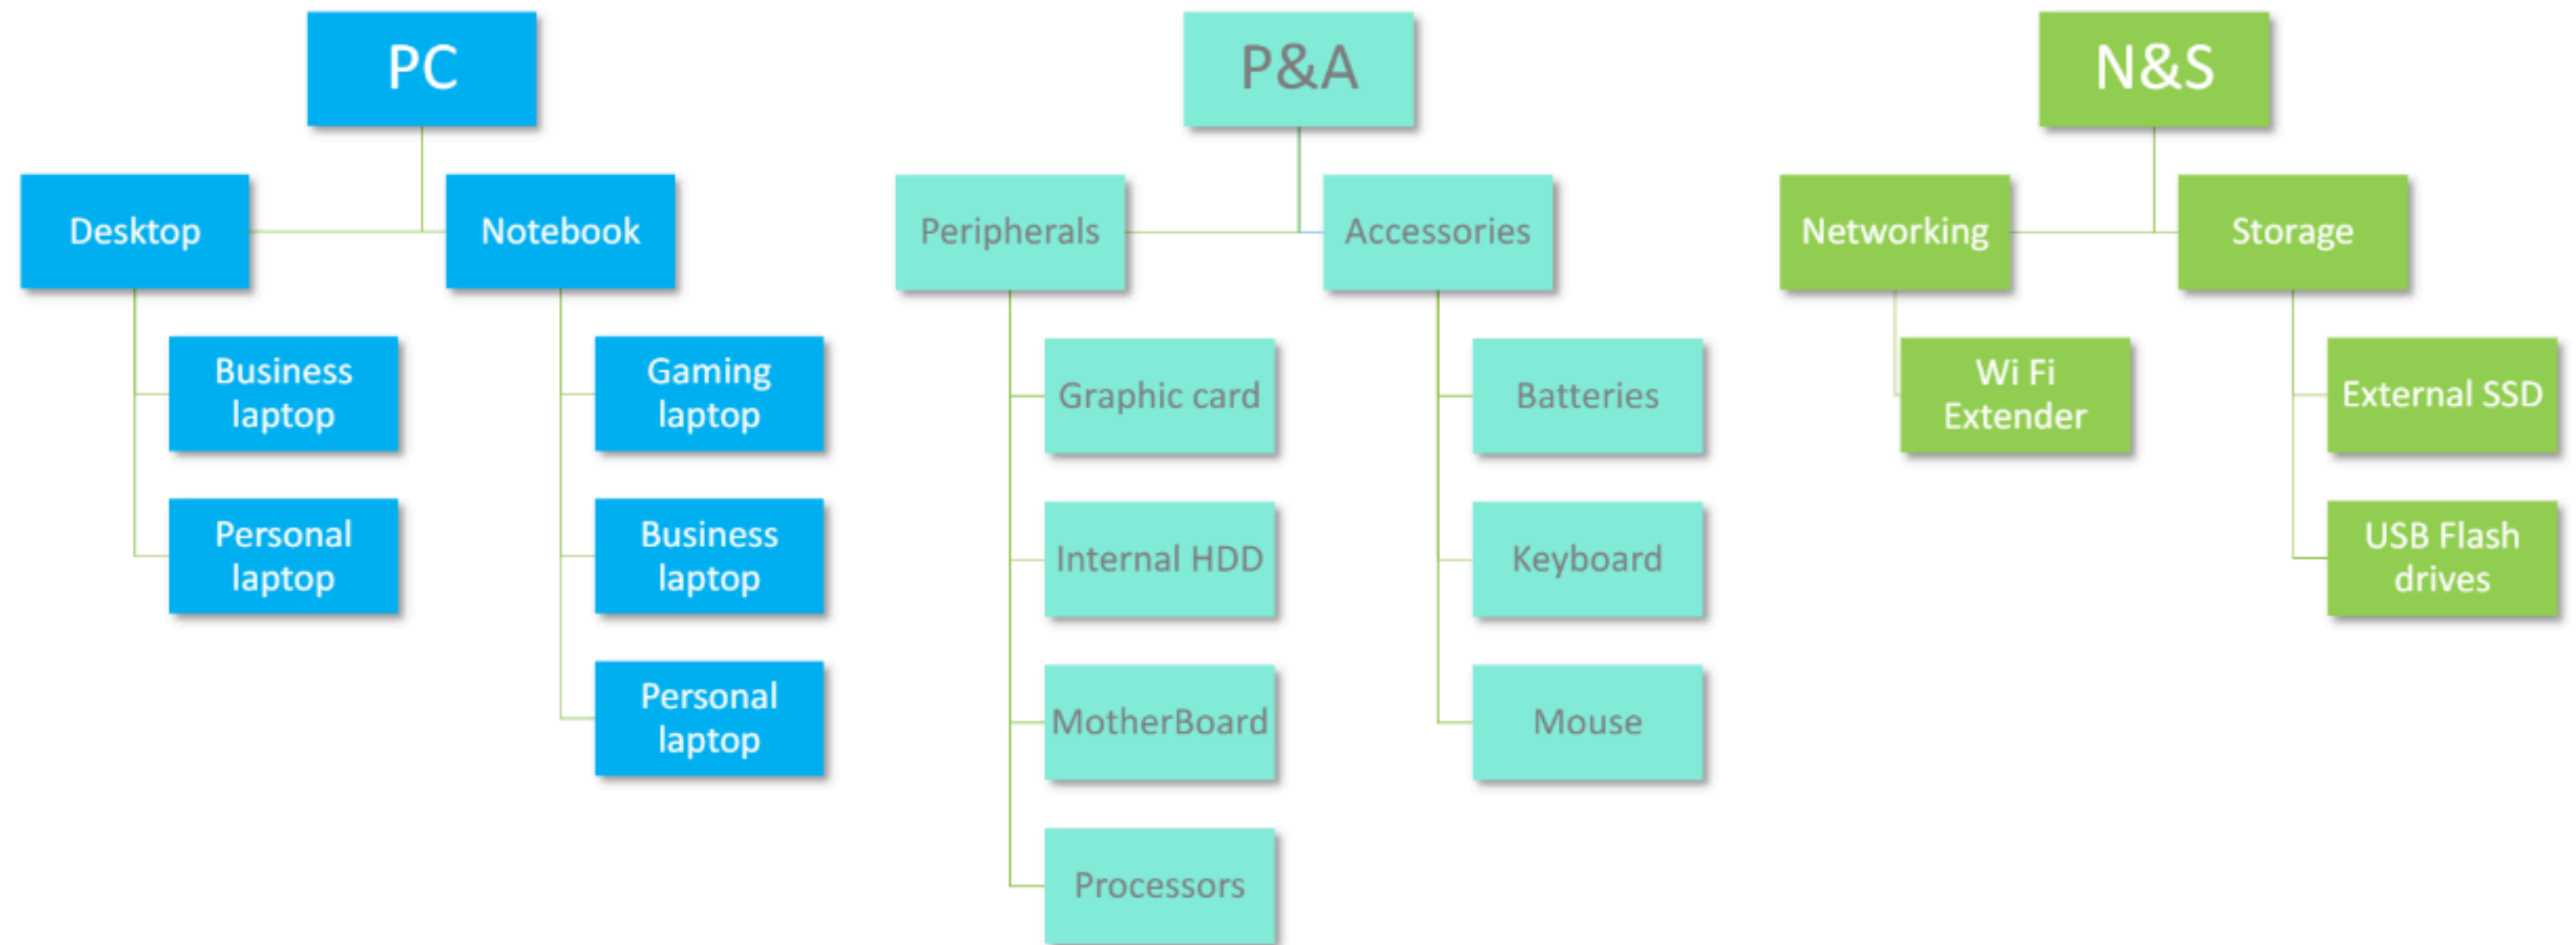 PC
Desktop
Notebook
Business
laptop
Personal
laptop
Gaming
laptop
Business
laptop
Personal
laptop
P&A
Peripherals
Accessories
Graphic card
Internal HDD
MotherBoard
Processors
Batteries
Keyboard
Mouse
N&S
Networking
Storage
Wi Fi
Extender
External SSD
USB Flash
drives